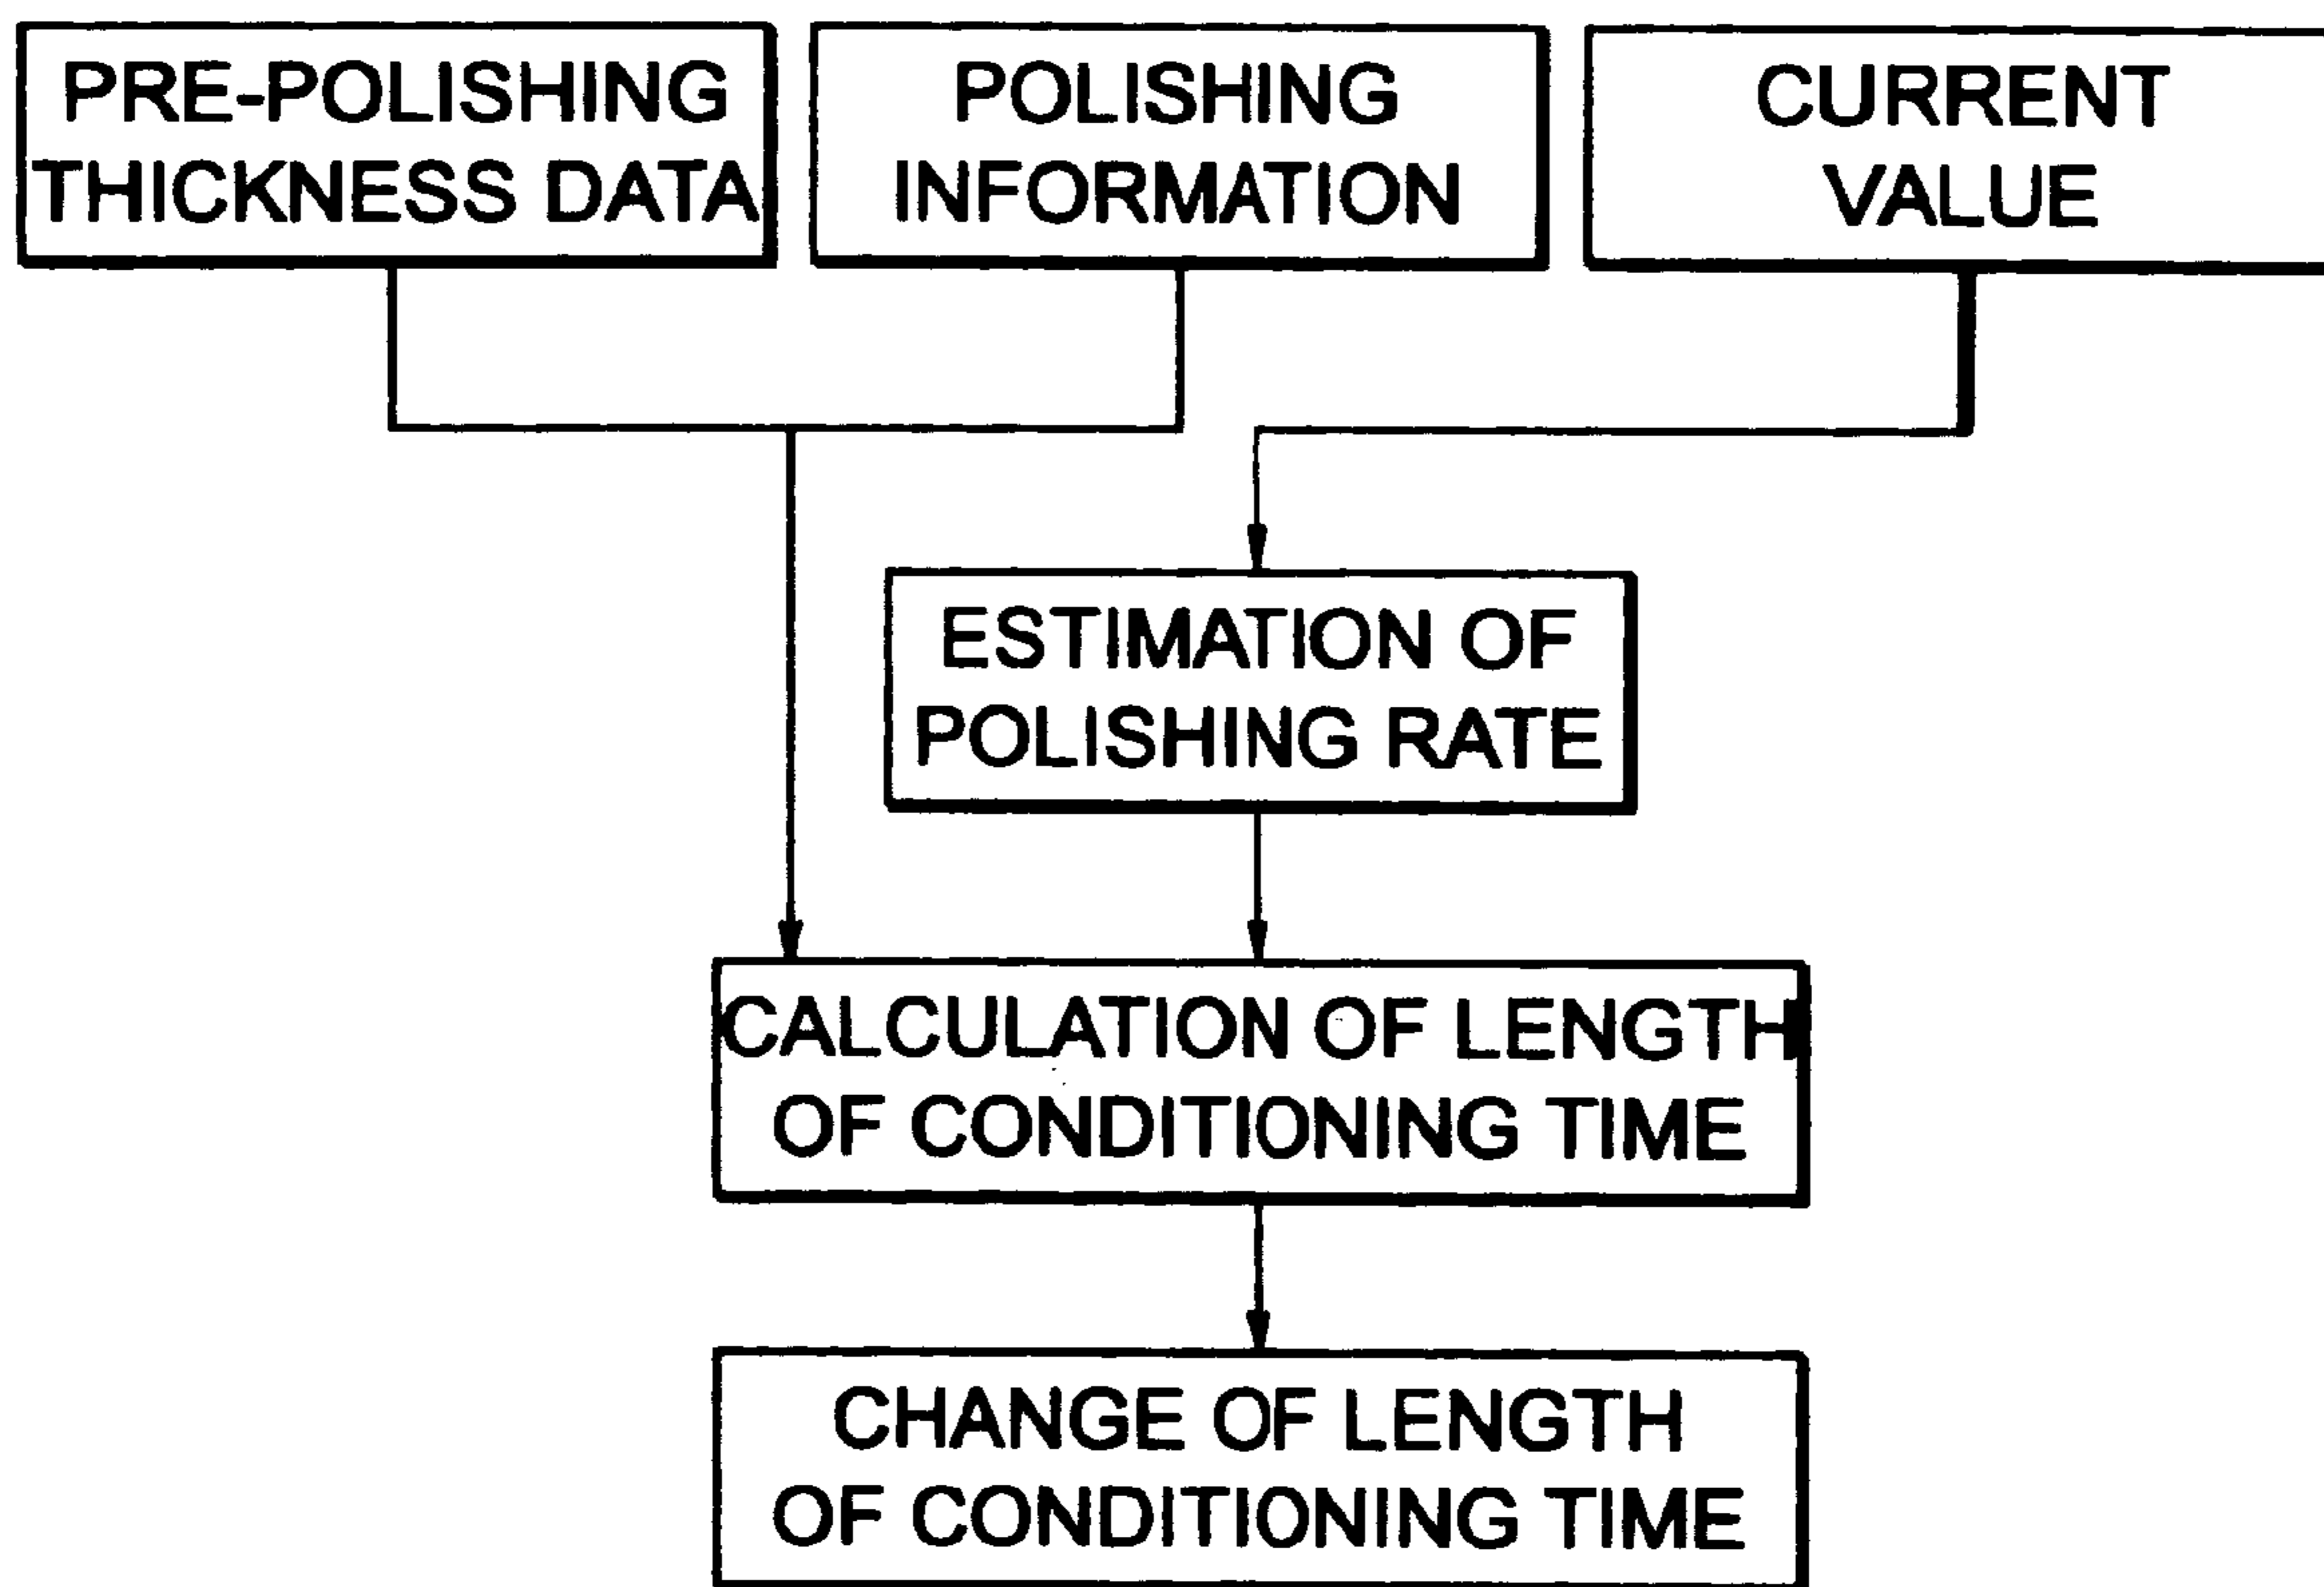 PRE-POLISHING
THICKNESS DATA
POLISHING
INFORMATION
CURRENT
VALUE
ESTIMATION OF
POLISHING RATE
CALCULATION OF LENGTH
OF CONDITIONING TIME
CHANGE OF LENGTH
OF CONDITIONING TIME